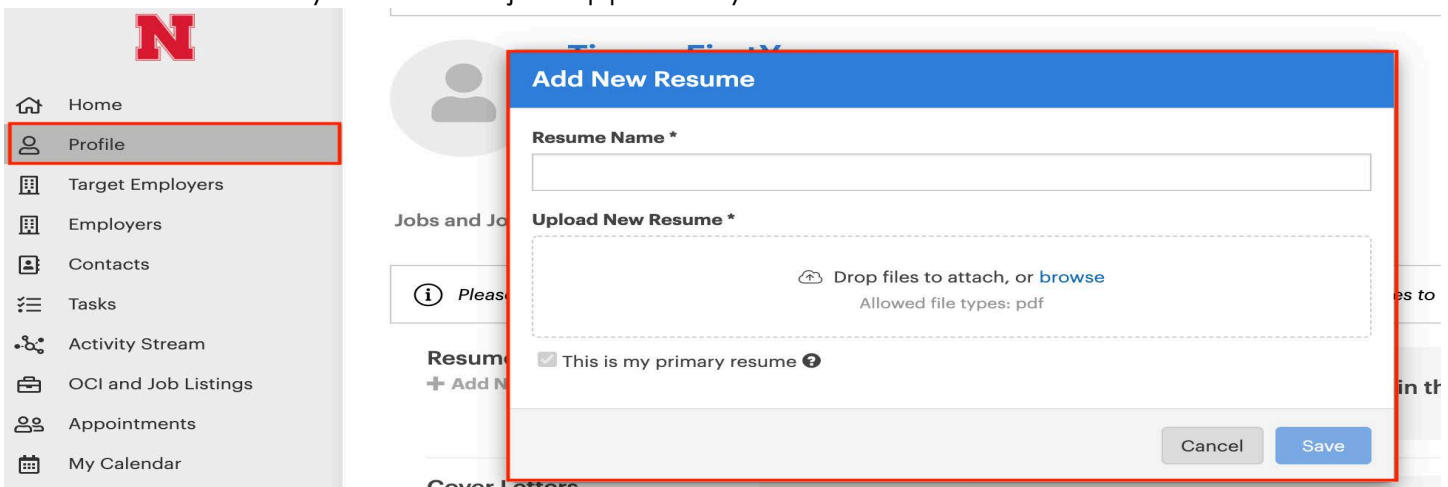 N
Home
Profile
Target Employers
Employers
Contacts
Tasks
Activity Stream
OCI and Job Listings
Appointments
My Calendar
Jobs and Jo
Please
Resum
+ Add N
Add New Resume
Resume Name *
Upload New Resume *
Drop files to attach, or browse
Allowed file types: pdf
This is my primary resume
Cancel
Save
es to
in th